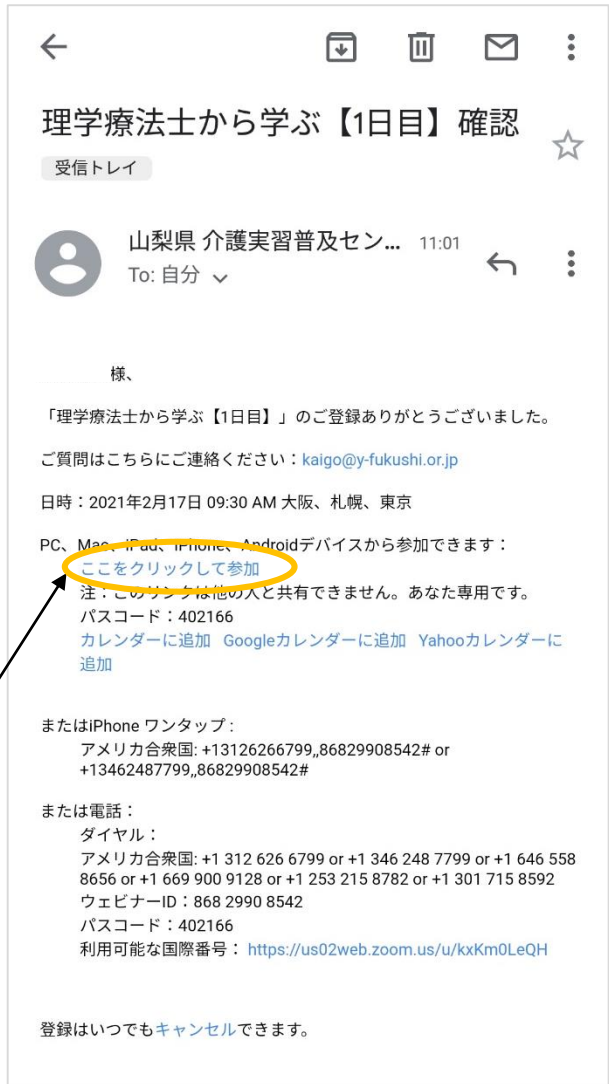 理学療法士から学ぶ【1日目】確認
受信トレイ
山梨県 介護実習普及セン... 11:01
To: 自分
様、
「理学療法士から学ぶ【1日目】」のご登録ありがとうございました。
ご質問はこちらにご連絡ください：kaigo@y-fukushi.or.jp
日時：2021年2月17日 09:30 AM 大阪、札幌、東京
PC、Mac、iPad、iPhone、Androidデバイスから参加できます：
ここをクリックして参加
注：このリンクは他の人と共有できません。あなた専用です。
パスコード：402166
カレンダーに追加 Googleカレンダーに追加 Yahooカレンダーに
追加
またはiPhone ワンタップ :
アメリカ合衆国: +13126266799,,86829908542# or
+13462487799,,86829908542#
または電話：
ダイヤル：
アメリカ合衆国: +1 312 626 6799 or +1 346 248 7799 or +1 646 558
8656 or +1 669 900 9128 or +1 253 215 8782 or +1 301 715 8592
ウェビナーID：868 2990 8542
パスコード：402166
利用可能な国際番号： https://us02web.zoom.us/u/kxKm0LeQH
登録はいつでもキャンセルできます。